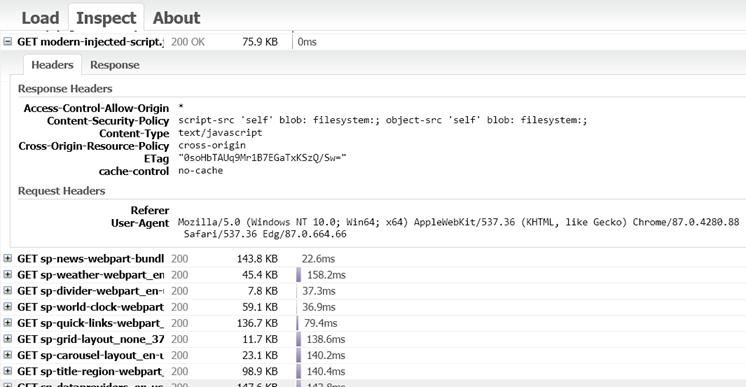 Load Inspect About
GET modern-injected-script.j 200 OK 75.9 KB 0ms
Headers Response
Response Headers
Access-Control-Allow-Origin *
Content-Security-Policy script-src 'self' blob: filesystem:; object-src 'self' blob: filesystem:;
Content-Type text/javascript
Cross-Origin-Resource-Policy cross-origin
ETag "0soHbTAUq9Mr1B7EGaTxKSzQ/Sw="
cache-control no-cache
Request Headers
Referer
User-Agent Mozilla/5.0 (Windows NT 10.0; Win64; x64) AppleWebKit/537.36 (KHTML, like Gecko) Chrome/87.0.4280.88
Safari/537.36 Edg/87.0.664.66
GET sp-news-webpart-bundl 200 143.8 KB 22.6ms
GET sp-weather-webpart_en 200 45.4 KB 158.2ms
GET sp-divider-webpart_en-u 200 7.8 KB 37.3ms
GET sp-world-clock-webpart 200 59.1 KB 36.9ms
GET sp-quick-links-webpart_ 200 136.7 KB 79.4ms
GET sp-grid-layout_none_37 200 11.7 KB 138.6ms
GET sp-carousel-layout_en-u 200 23.1 KB 140.2ms
GET sp-title-region-webpart_ 200 98.9 KB 140.4ms
GET sp-dataproviders_en-us 200 147.6 KB 142.8ms